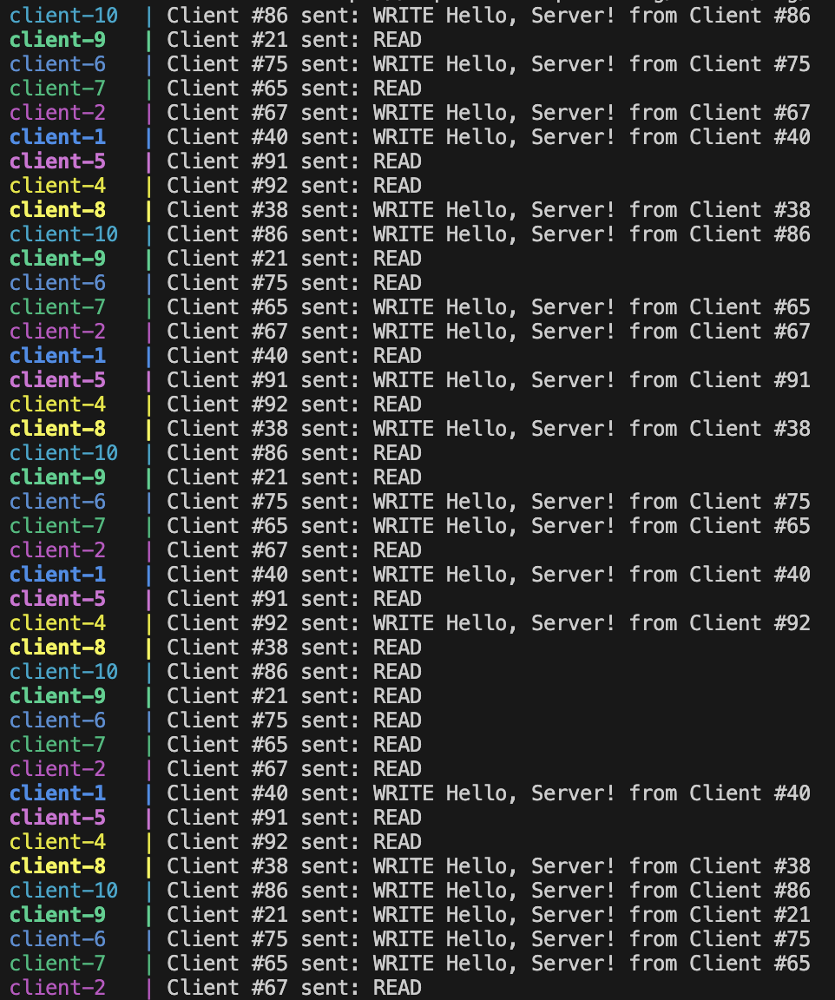 client-10 | Client #86 sent: WRITE Hello, Server! from Client #86
client-9 | Client #21 sent: READ
client-6 | Client #75 sent: WRITE Hello, Server! from Client #75
client-7 | Client #65 sent: READ
client-2 | Client #67 sent: WRITE Hello, Server! from Client #67
client-1 | Client #40 sent: WRITE Hello, Server! from Client #40
client-5 | Client #91 sent: READ
client-4 | Client #92 sent: READ
client-8 | Client #38 sent: WRITE Hello, Server! from Client #38
client-10 | Client #86 sent: WRITE Hello, Server! from Client #86
client-9 | Client #21 sent: READ
client-6 | Client #75 sent: READ
client-7 | Client #65 sent: WRITE Hello, Server! from Client #65
client-2 | Client #67 sent: WRITE Hello, Server! from Client #67
client-1 | Client #40 sent: READ
client-5 | Client #91 sent: WRITE Hello, Server! from Client #91
client-4 | Client #92 sent: READ
client-8 | Client #38 sent: WRITE Hello, Server! from Client #38
client-10 | Client #86 sent: READ
client-9 | Client #21 sent: READ
client-6 | Client #75 sent: WRITE Hello, Server! from Client #75
client-7 | Client #65 sent: WRITE Hello, Server! from Client #65
client-2 | Client #67 sent: READ
client-1 | Client #40 sent: WRITE Hello, Server! from Client #40
client-5 | Client #91 sent: READ
client-4 | Client #92 sent: WRITE Hello, Server! from Client #92
client-8 | Client #38 sent: READ
client-10 | Client #86 sent: READ
client-9 | Client #21 sent: READ
client-6 | Client #75 sent: READ
client-7 | Client #65 sent: READ
client-2 | Client #67 sent: READ
client-1 | Client #40 sent: WRITE Hello, Server! from Client #40
client-5 | Client #91 sent: READ
client-4 | Client #92 sent: READ
client-8 | Client #38 sent: WRITE Hello, Server! from Client #38
client-10 | Client #86 sent: WRITE Hello, Server! from Client #86
client-9 | Client #21 sent: WRITE Hello, Server! from Client #21
client-6 | Client #75 sent: WRITE Hello, Server! from Client #75
client-7 | Client #65 sent: WRITE Hello, Server! from Client #65
client-2 | Client #67 sent: READ